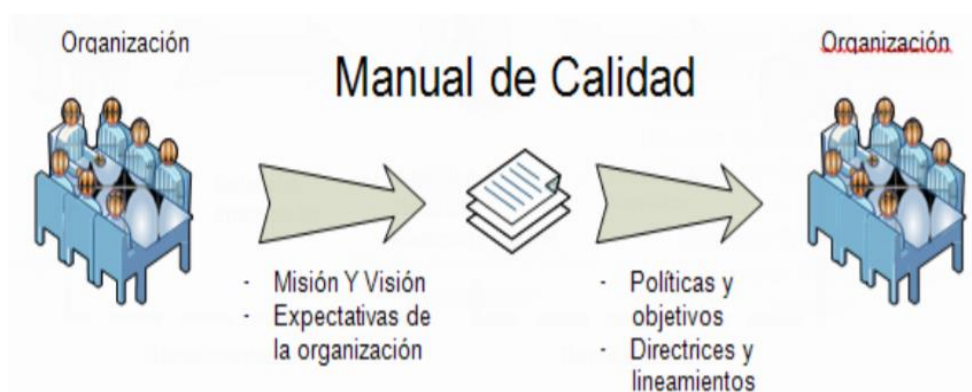 Organización
Manual de Calidad
Organización
- Misión Y Visión
- Expectativas de
la organización
- Políticas y
objetivos
- Directrices y
lineamientos